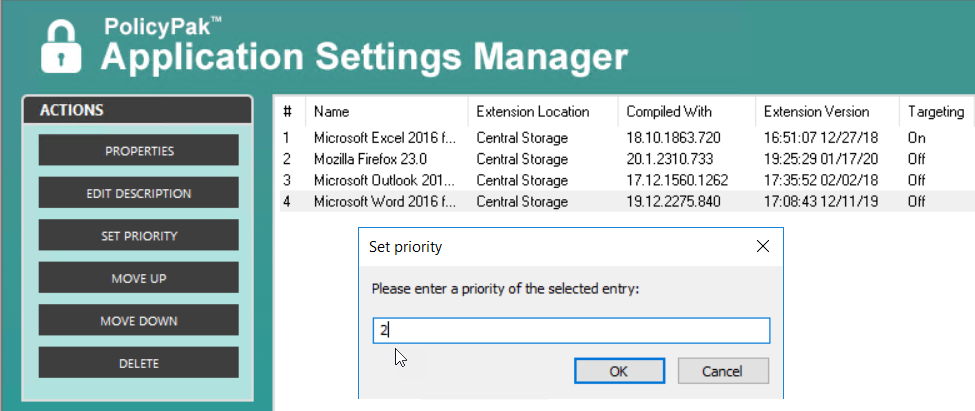 PolicyPak™
Application Settings Manager
ACTIONS
PROPERTIES
EDIT DESCRIPTION
SET PRIORITY
MOVE UP
MOVE DOWN
DELETE
# Name Extension Location Compiled With Extension Version Targeting
1 Microsoft Excel 2016 f... Central Storage 18.10.1863.720 16:51:07 12/27/18 On
2 Mozilla Firefox 23.0 Central Storage 20.1.2310.733 19:25:29 01/17/20 Off
3 Microsoft Outlook 201... Central Storage 17.12.1560.1262 17:35:52 02/02/18 Off
4 Microsoft Word 2016 f... Central Storage 19.12.2275.840 17:08:43 12/11/19 Off
Set priority
Please enter a priority of the selected entry:
2
OK Cancel